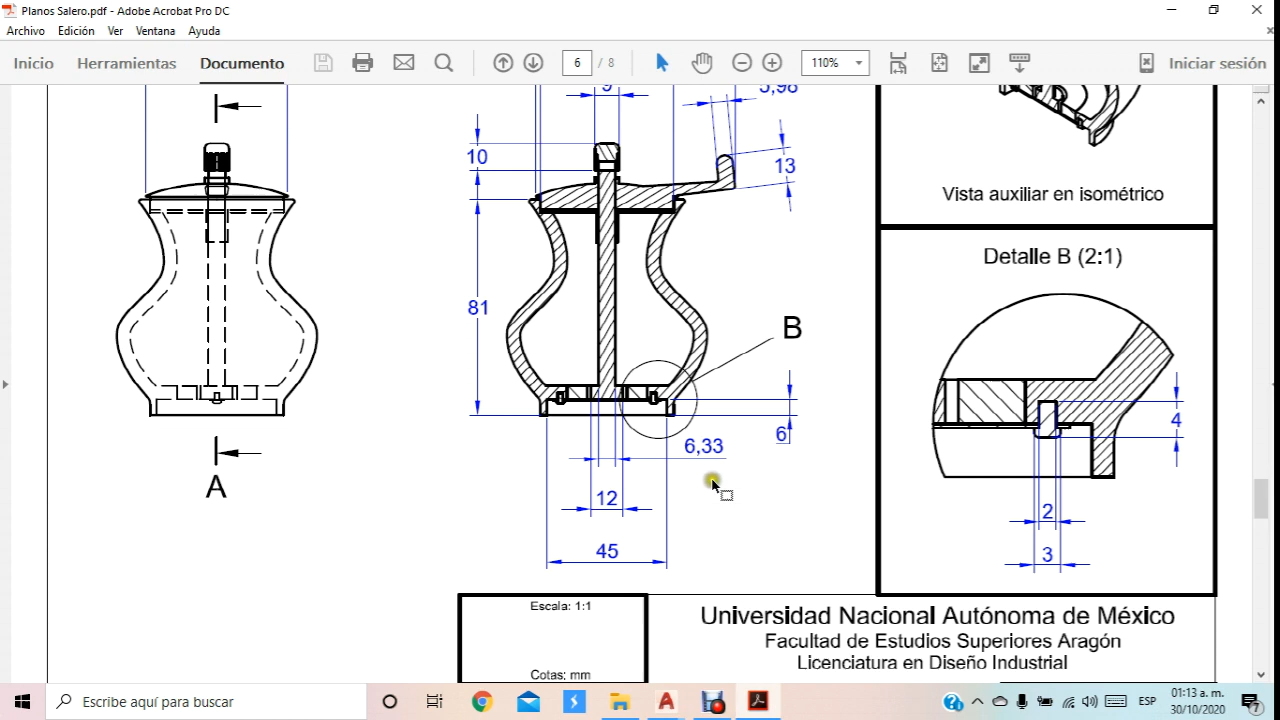 Planos Salero.pdf - Adobe Acrobat Pro DC
Archivo Edición Ver Ventana Ayuda
Inicio Herramientas Documento 6 / 8 110% Iniciar sesión
9
5,98
10
13
81
B
6
6,33
12
45
A
Vista auxiliar en isométrico
Detalle B (2:1)
4
2
3
Escala: 1:1
Cotas: mm
Universidad Nacional Autónoma de México
Facultad de Estudios Superiores Aragón
Licenciatura en Diseño Industrial
Escribe aquí para buscar
ESP
01:13 a. m.
30/10/2020
7